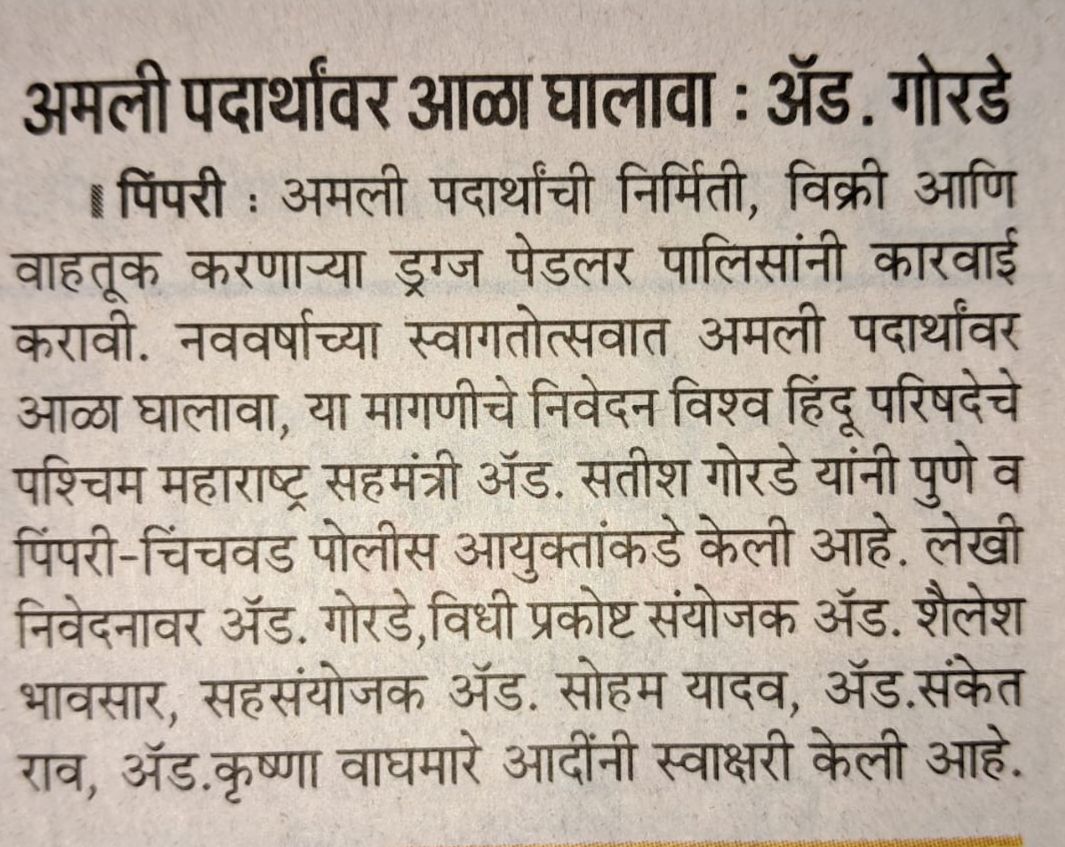 अमली पदार्थांवर आळा घालावा : ॲड. गोरडे
पिंपरी : अमली पदार्थांची निर्मिती, विक्री आणि
वाहतूक करणाऱ्या ड्रग्ज पेडलर पालिसांनी कारवाई
करावी. नववर्षाच्या स्वागतोत्सवात अमली पदार्थांवर
आळा घालावा, या मागणीचे निवेदन विश्व हिंदू परिषदेचे
पश्चिम महाराष्ट्र सहमंत्री ॲड. सतीश गोरडे यांनी पुणे व
पिंपरी-चिंचवड पोलीस आयुक्तांकडे केली आहे. लेखी
निवेदनावर ॲड. गोरडे,विधी प्रकोष्ट संयोजक ॲड. शैलेश
भावसार, सहसंयोजक ॲड. सोहम यादव, ॲड.संकेत
राव, ॲड.कृष्णा वाघमारे आदींनी स्वाक्षरी केली आहे.